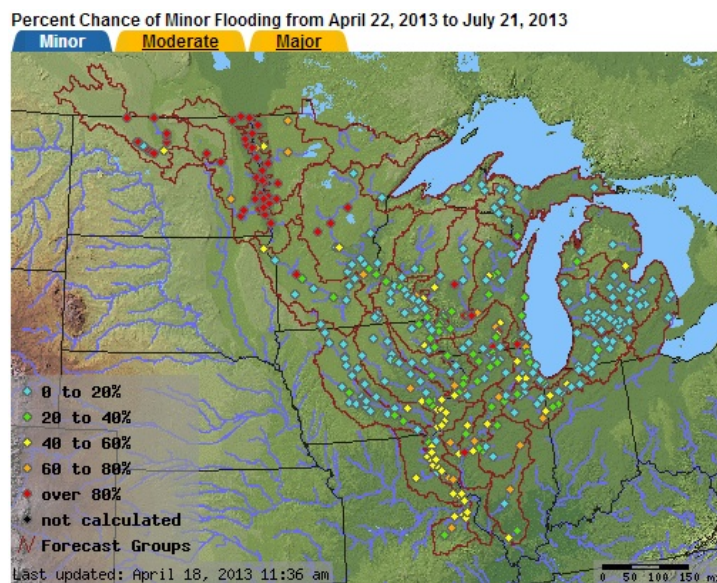 Percent Chance of Minor Flooding from April 22, 2013 to July 21, 2013
Minor Moderate Major
0 to 20%
20 to 40%
40 to 60%
60 to 80%
over 80%
not calculated
Forecast Groups
Last updated: April 18, 2013 11:36 am
0 50 100 150 mi